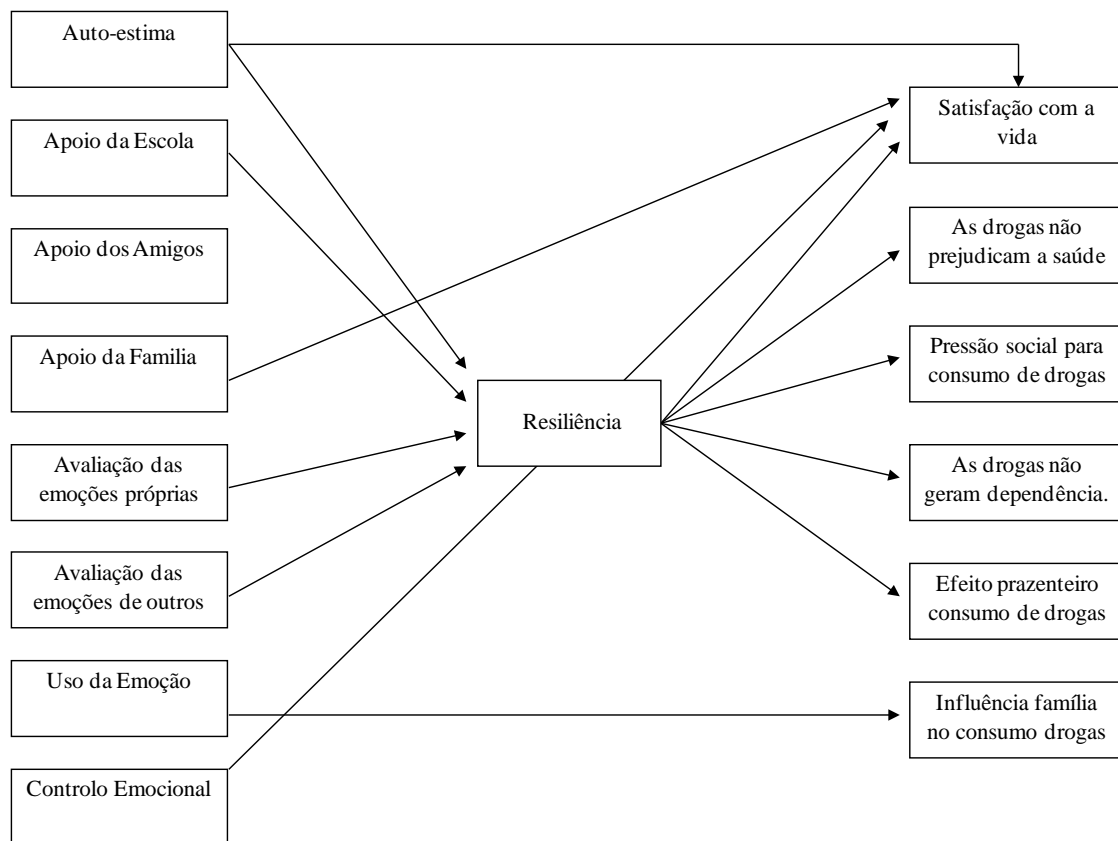 Auto-estima
Apoio da Escola
Apoio dos Amigos
Apoio da Familia
Avaliação das
emoções próprias
Avaliação das
emoções de outros
Uso da Emoção
Controlo Emocional
Resiliência
Satisfação com a
vida
As drogas não
prejudicam a saúde
Pressão social para
consumo de drogas
As drogas não
geram dependência.
Efeito prazenteiro
consumo de drogas
Influência família
no consumo drogas